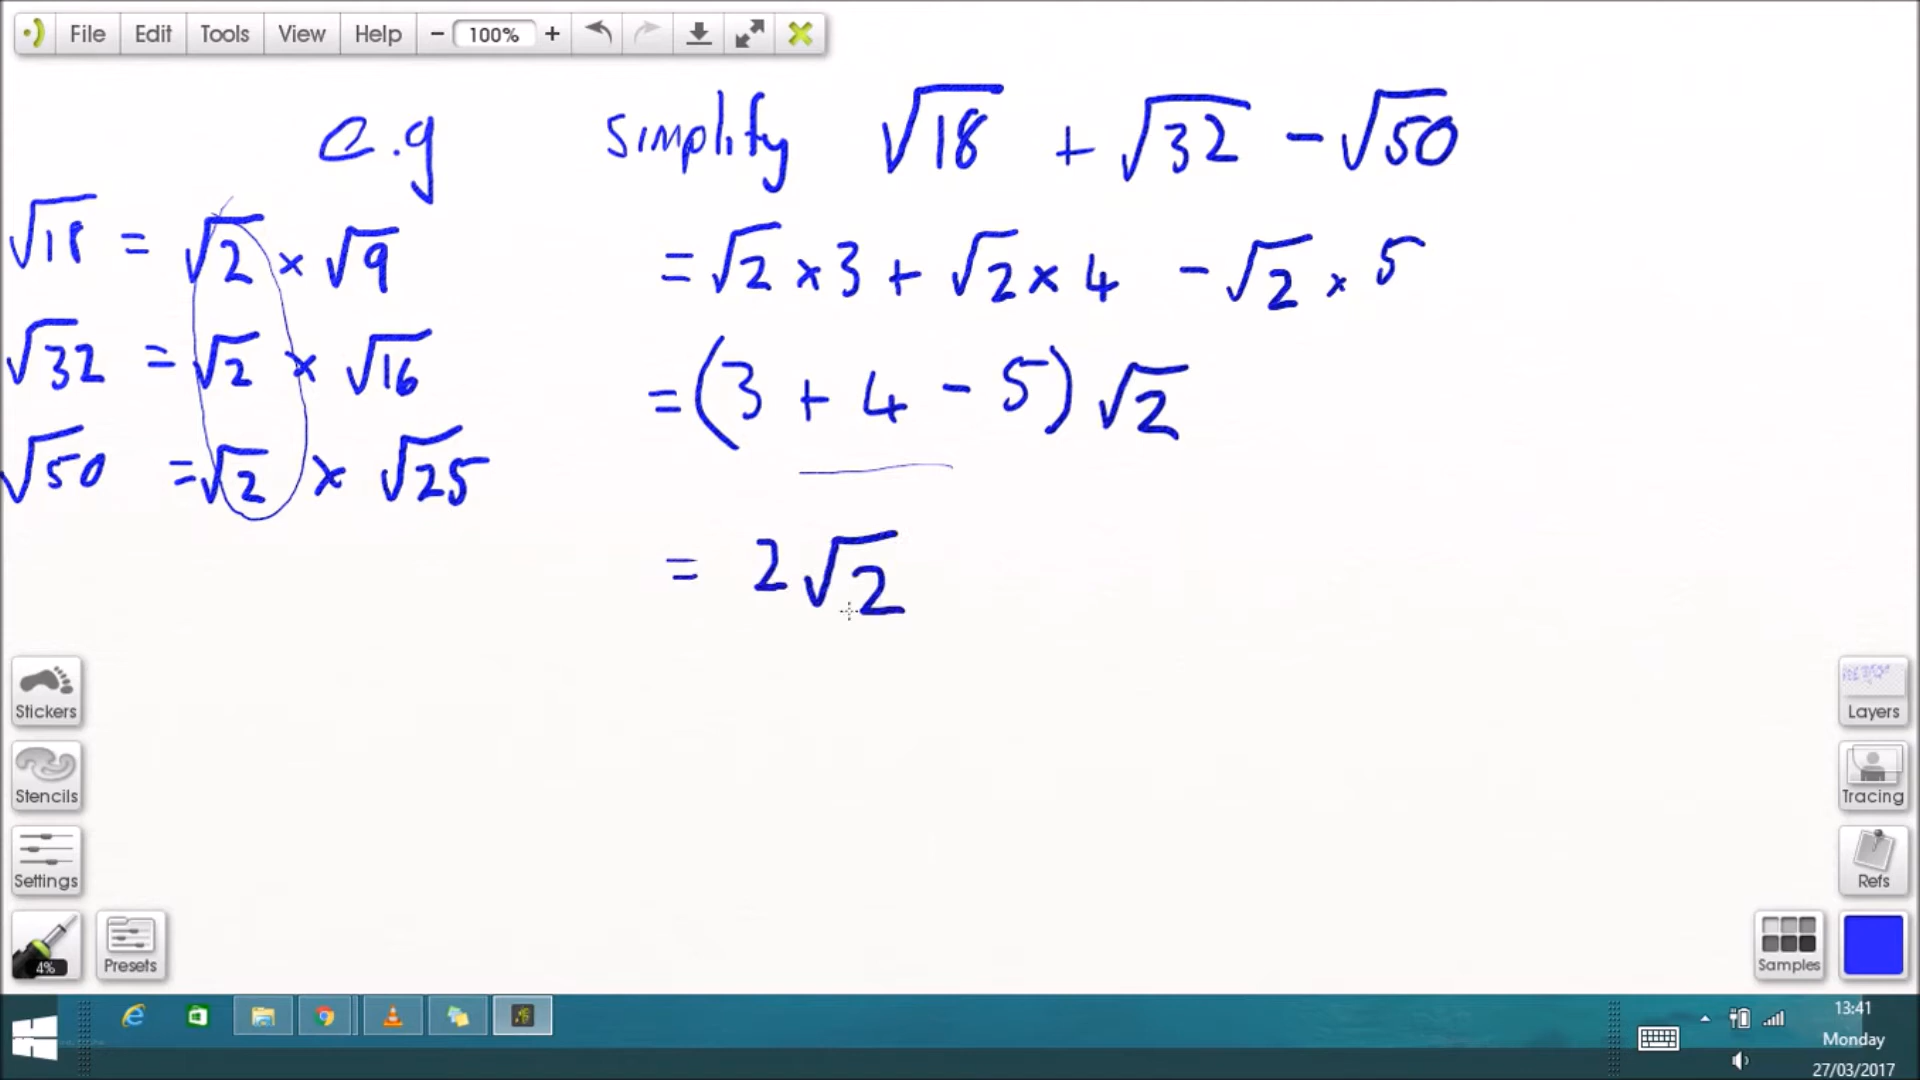 File Edit Tools View Help − 100% +
e.g simplify √18 + √32 − √50
√18 = √2 × √9
= √2 × 3 + √2 × 4 − √2 × 5
√32 = √2 × √16
= (3 + 4 − 5) √2
√50 = √2 × √25
= 2√2
Stickers
Layers
Stencils
Tracing
Settings
Refs
4%
Presets
Samples
13:41
Monday
27/03/2017